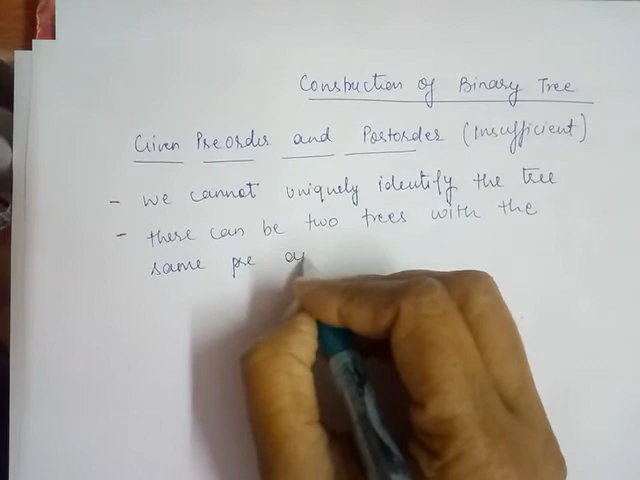 Construction of Binary Tree
Given Preorder and Postorder (Insufficient)
- we cannot uniquely identify the tree
- there can be two trees with the
same pre